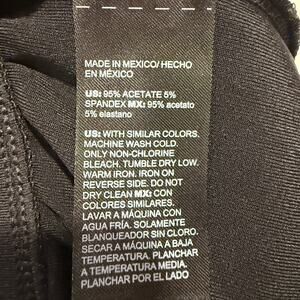 MADE IN MEXICO/ HECHO
EN MÉXICO
US: 95% ACETATE 5%
SPANDEX MX: 95% acetato
5% elastano
US: WITH SIMILAR COLORS.
MACHINE WASH COLD.
ONLY NON-CHLORINE
BLEACH. TUMBLE DRY LOW.
WARM IRON. IRON ON
REVERSE SIDE. DO NOT
DRY CLEAN MX: CON
COLORES SIMILARES.
LAVAR A MÁQUINA CON
AGUA FRÍA. SOLAMENTE
BLANQUEADOR SIN CLORO.
SECAR A MÁQUINA A BAJA
TEMPERATURA. PLANCHAR
A TEMPERATURA MEDIA.
PLANCHAR POR EL LADO